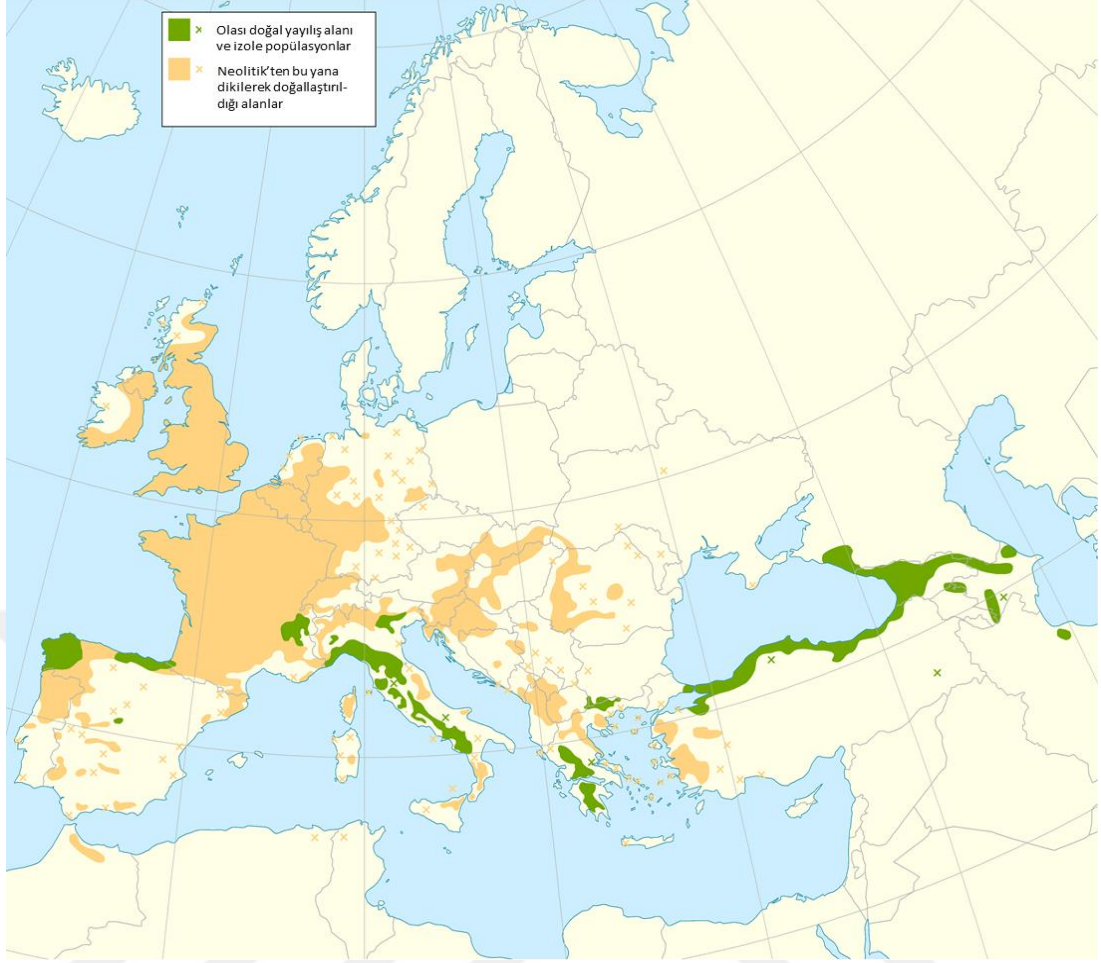 Olası doğal yayılış alanı
ve izole popülasyonlar
Neolitik'ten bu yana
dikilerek doğallaştırıl-
dığı alanlar